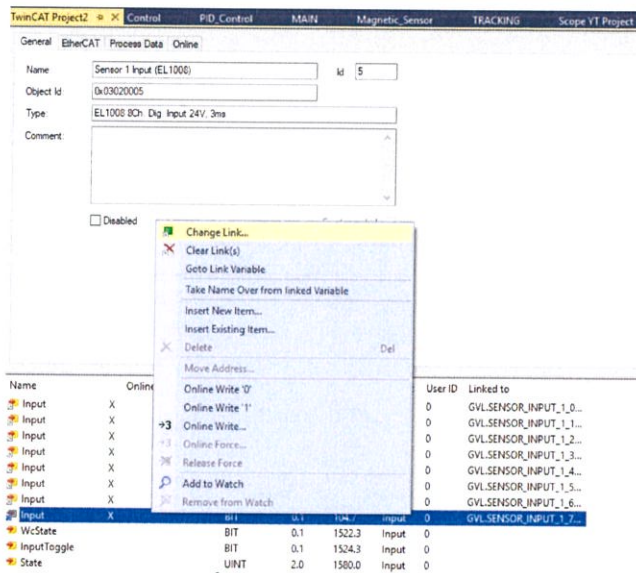 TwinCAT Project2 Control PID_Control MAIN Magnetic_Sensor TRACKING Scope YT Project
General EtherCAT Process Data Online
Name Sensor 1 Input (EL1008) Id 5
Object Id: 0x03020005
Type: EL1008 8Ch. Dig. Input 24V, 3ms
Comment:
Disabled
Change Link...
Clear Link(s)
Goto Link Variable
Take Name Over from linked Variable
Insert New Item...
Insert Existing Item...
Delete Del
Move Address...
Online Write '0'
Online Write '1'
Online Write...
Online Force...
Release Force
Add to Watch
Remove from Watch
Name Online User ID Linked to
Input X 0 GVL.SENSOR_INPUT_1_0...
Input X 0 GVL.SENSOR_INPUT_1_1...
Input X 0 GVL.SENSOR_INPUT_1_2...
Input X 0 GVL.SENSOR_INPUT_1_3...
Input X 0 GVL.SENSOR_INPUT_1_4...
Input X 0 GVL.SENSOR_INPUT_1_5...
Input X 0 GVL.SENSOR_INPUT_1_6...
Input X BIT 0.1 104.7 Input 0 GVL.SENSOR_INPUT_1_7...
WcState BIT 0.1 1522.3 Input 0
InputToggle BIT 0.1 1524.3 Input 0
State UINT 2.0 1580.0 Input 0